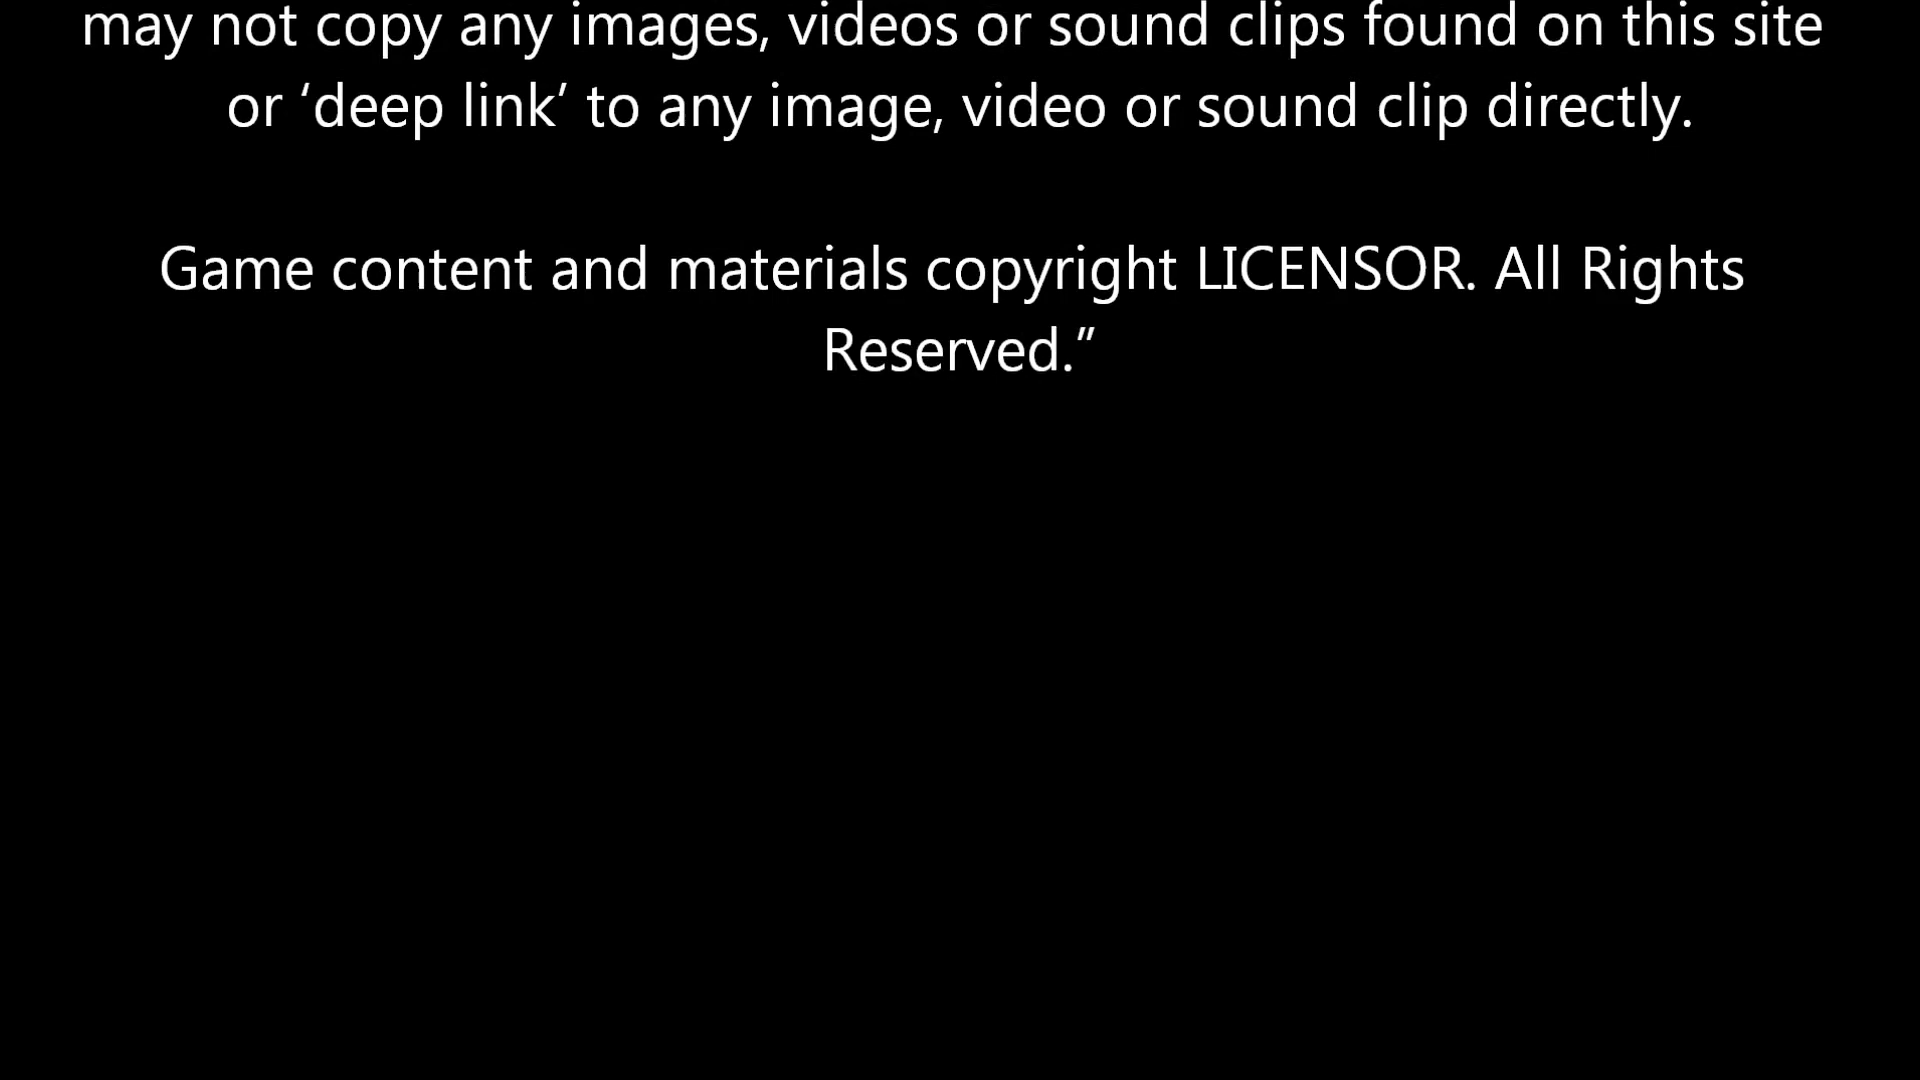 may not copy any images, videos or sound clips found on this site
or ‘deep link’ to any image, video or sound clip directly.
Game content and materials copyright LICENSOR. All Rights
Reserved.”